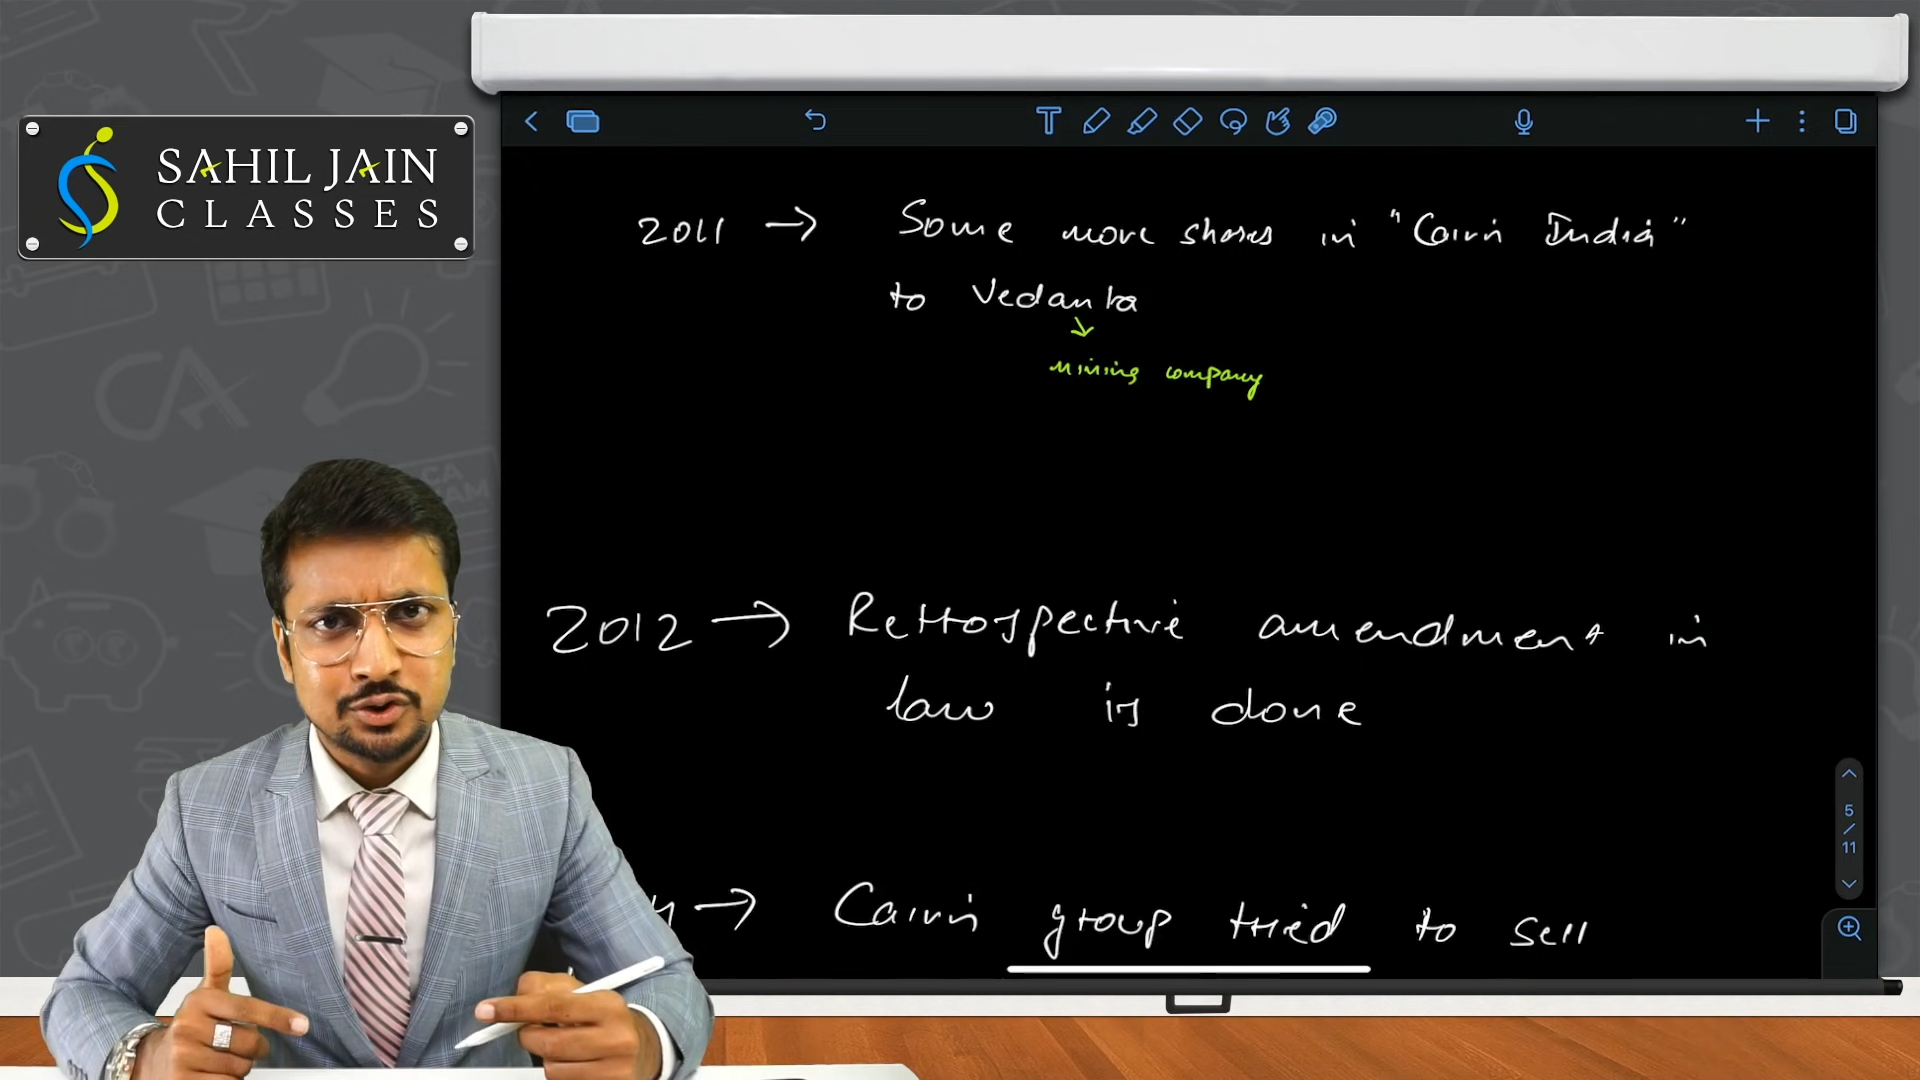 SAHIL JAIN
CLASSES
2011 → Some more shares in "Cairn India"
to Vedanta
mining company
2012 → Retrospective amendment in
law is done
→ Cairn group tried to sell
5
/
11